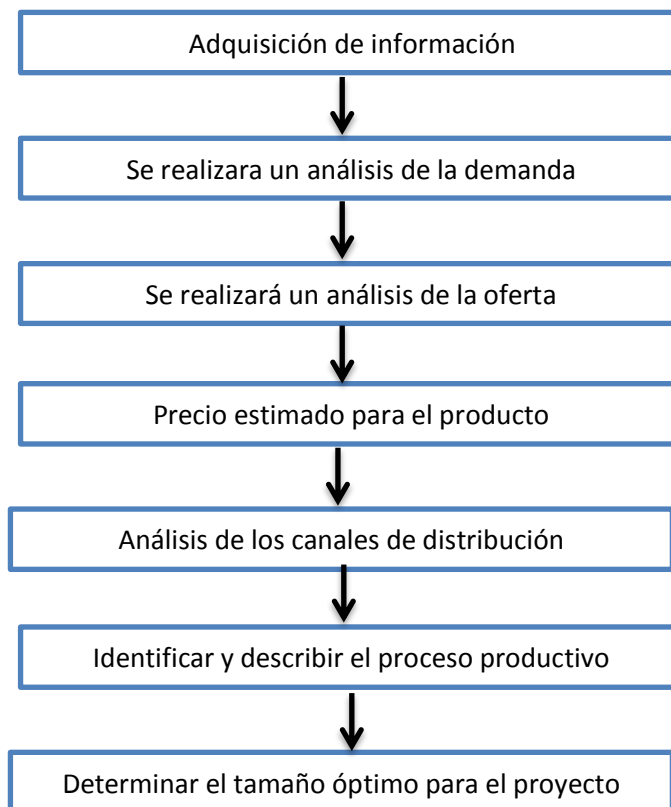 Adquisición de información
Se realizara un análisis de la demanda
Se realizará un análisis de la oferta
Precio estimado para el producto
Análisis de los canales de distribución
Identificar y describir el proceso productivo
Determinar el tamaño óptimo para el proyecto